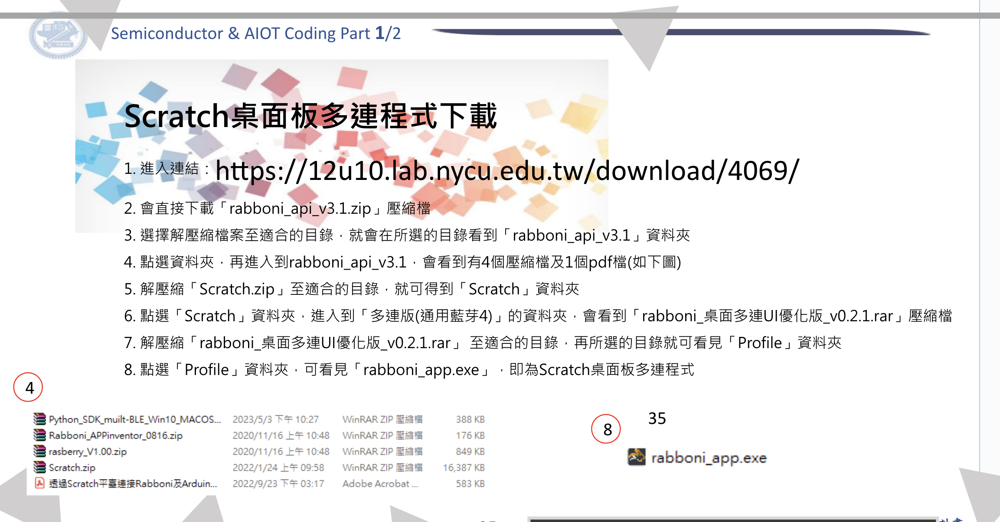 Semiconductor & AIOT Coding Part 1/2
Scratch桌面板多連程式下載
1. 進入連結：https://12u10.lab.nycu.edu.tw/download/4069/
2. 會直接下載「rabboni_api_v3.1.zip」壓縮檔
3. 選擇解壓縮檔案至適合的目錄，就會在所選的目錄看到「rabboni_api_v3.1」資料夾
4. 點選資料夾，再進入到rabboni_api_v3.1，會看到有4個壓縮檔及1個pdf檔(如下圖)
5. 解壓縮「Scratch.zip」至適合的目錄，就可得到「Scratch」資料夾
6. 點選「Scratch」資料夾，進入到「多連版(通用藍芽4)」的資料夾，會看到「rabboni_桌面多連UI優化版_v0.2.1.rar」壓縮檔
7. 解壓縮「rabboni_桌面多連UI優化版_v0.2.1.rar」 至適合的目錄，再所選的目錄就可看見「Profile」資料夾
8. 點選「Profile」資料夾，可看見「rabboni_app.exe」，即為Scratch桌面板多連程式
4
Python_SDK_muilt-BLE_Win10_MACOS... 2023/5/3 下午 10:27 WinRAR ZIP 壓縮檔 388 KB
Rabboni_APPinventor_0816.zip 2020/11/16 上午 10:48 WinRAR ZIP 壓縮檔 176 KB
rasberry_V1.00.zip 2020/11/16 上午 10:48 WinRAR ZIP 壓縮檔 849 KB
Scratch.zip 2022/1/24 上午 09:58 WinRAR ZIP 壓縮檔 16,387 KB
透過Scratch平臺連接Rabboni及Arduin... 2022/9/23 下午 03:17 Adobe Acrobat ... 583 KB
8
35
rabboni_app.exe